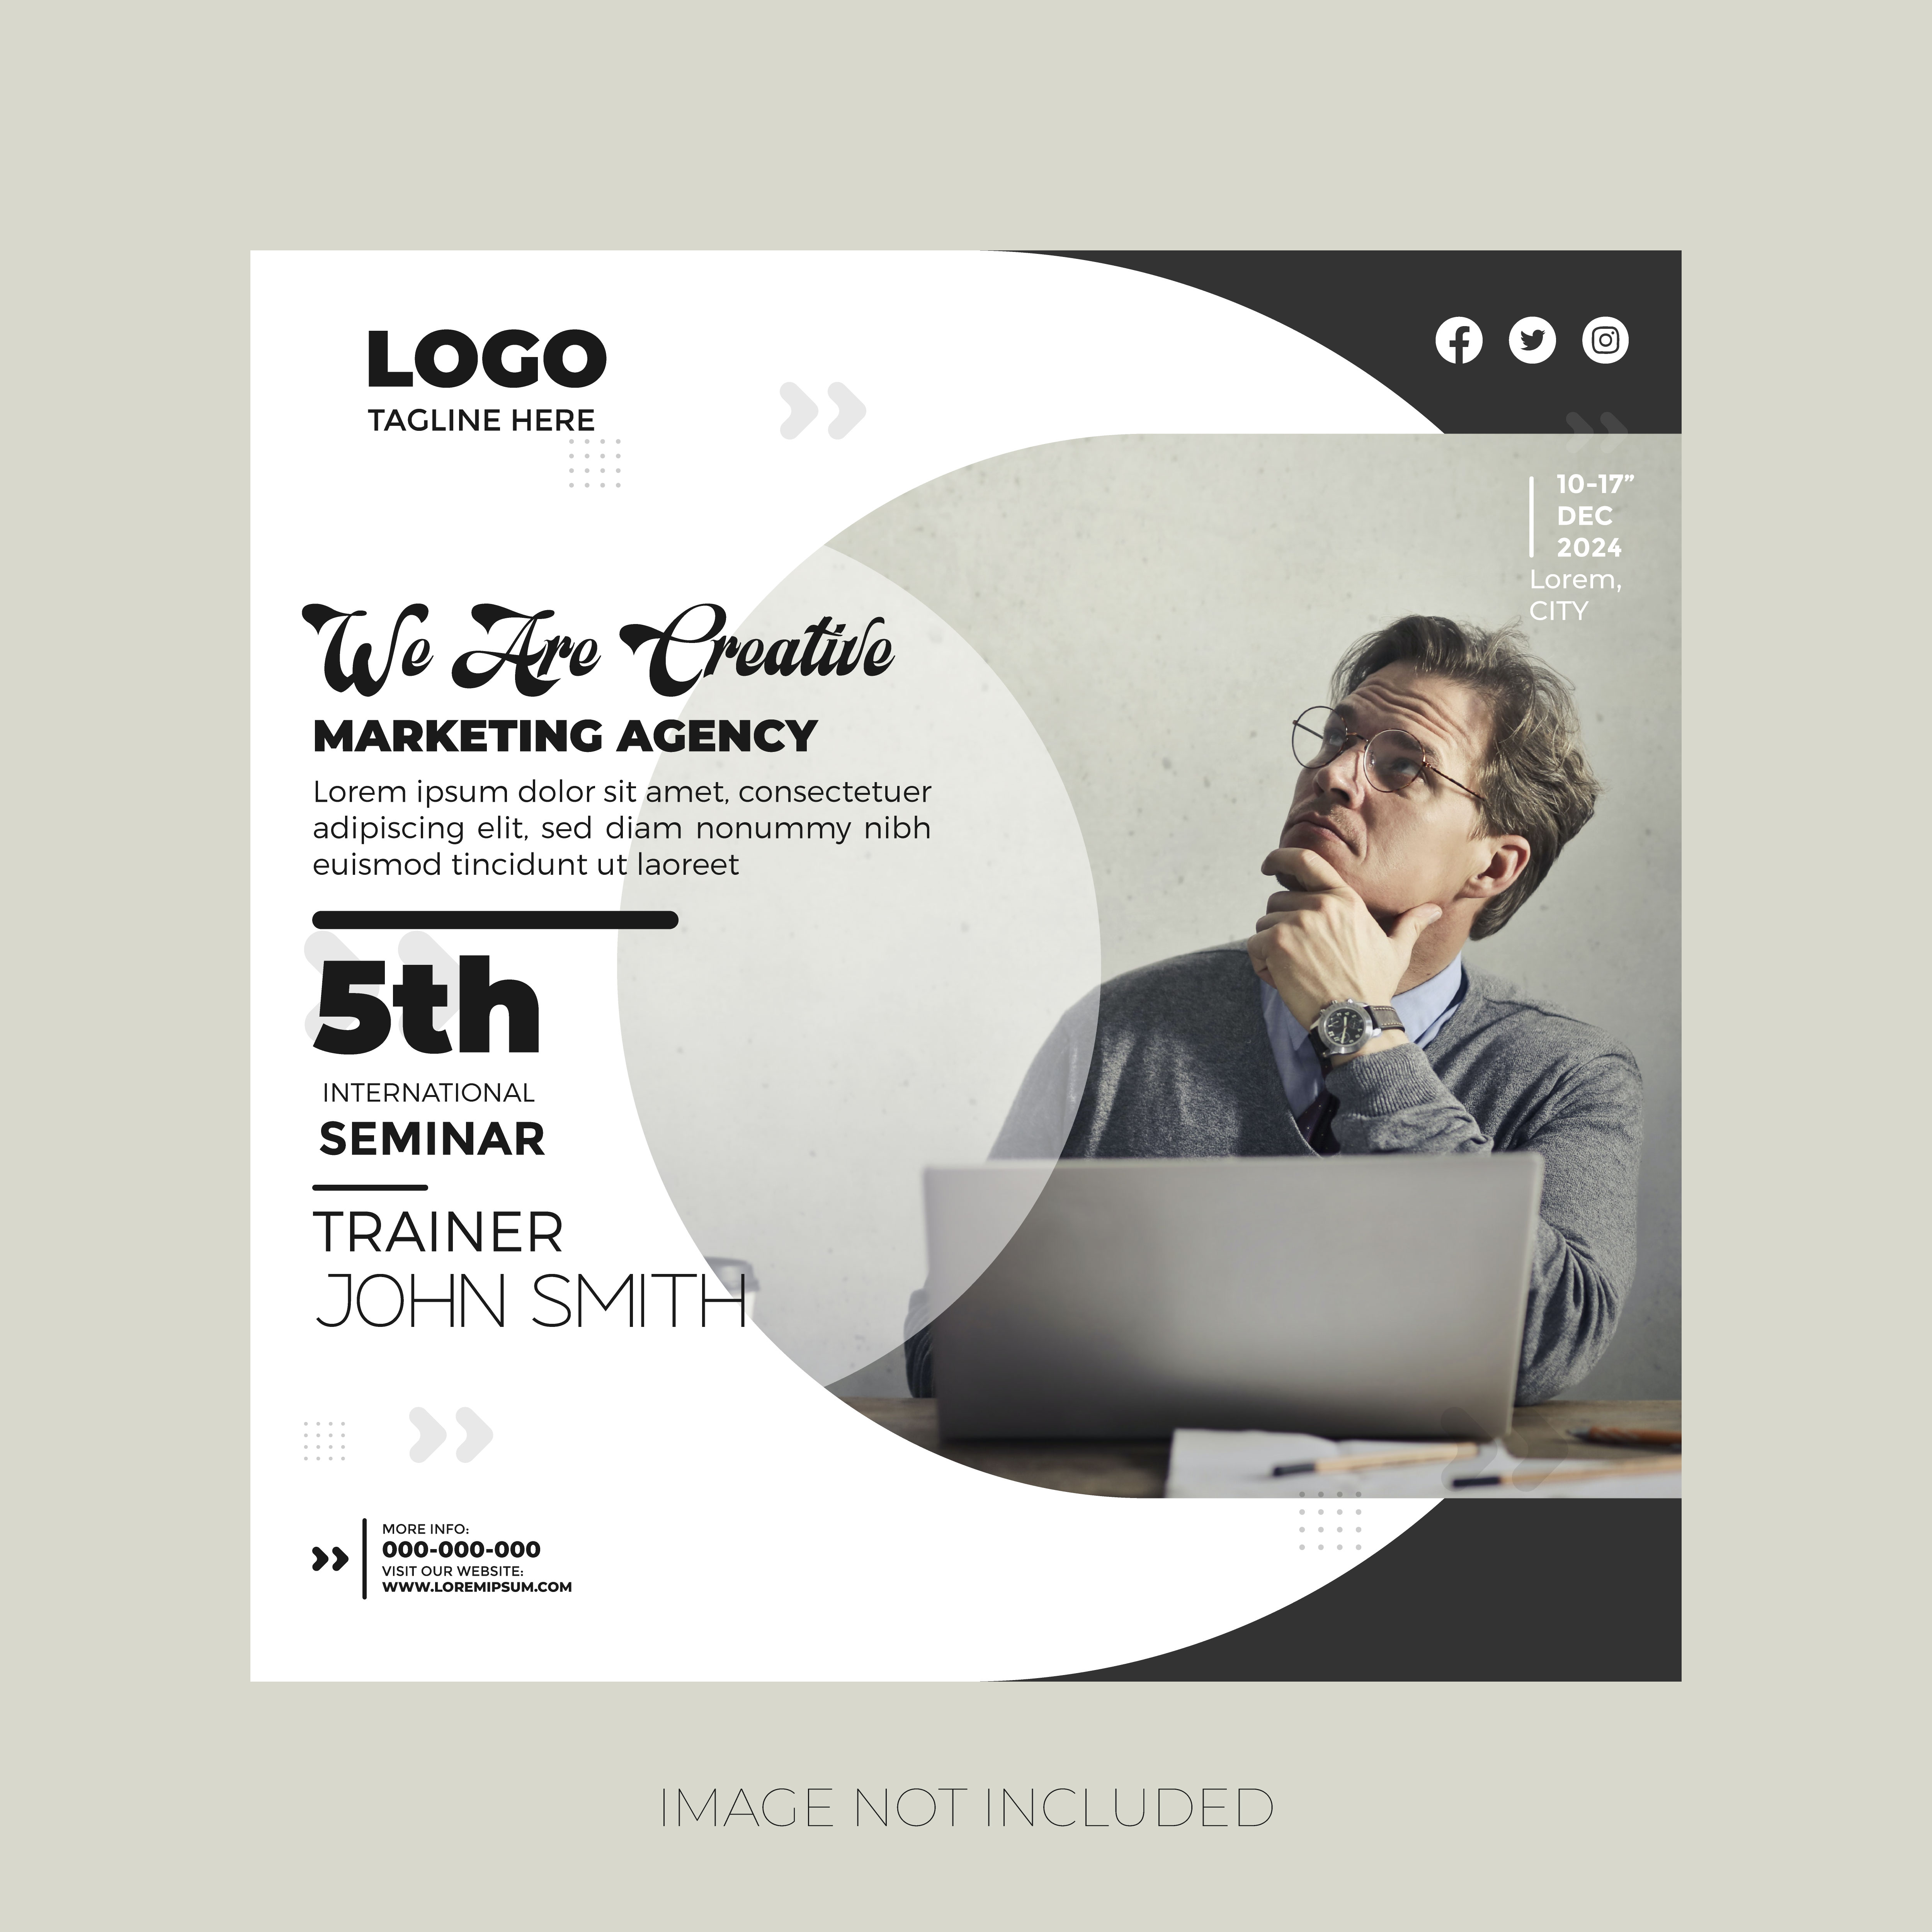 LOGO
TAGLINE HERE
10-17”
DEC
2024
Lorem,
CITY
We Are Creative
MARKETING AGENCY
Lorem ipsum dolor sit amet, consectetuer
adipiscing elit, sed diam nonummy nibh
euismod tincidunt ut laoreet
5th
INTERNATIONAL
SEMINAR
TRAINER
JOHN SMITH
MORE INFO:
000-000-000
VISIT OUR WEBSITE:
WWW.LOREMIPSUM.COM
IMAGE NOT INCLUDED